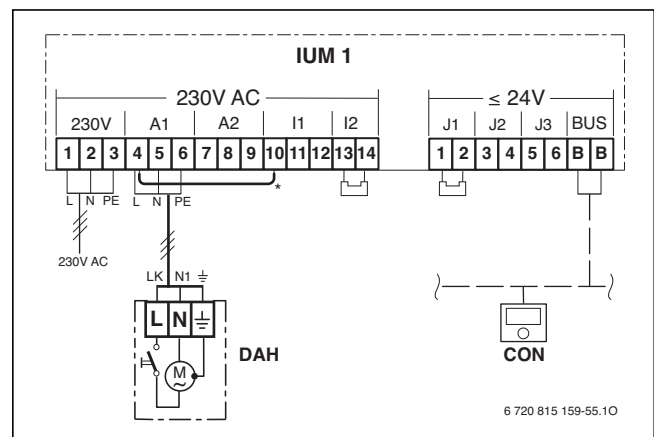 IUM 1
230V AC ≤ 24V
230V A1 A2 I1 I2 J1 J2 J3 BUS
1 2 3 4 5 6 7 8 9 10 11 12 13 14 1 2 3 4 5 6 B B
*
L N PE L N PE
230V AC
LK N1
L N
DAH
M
~
CON
6 720 815 159-55.1O